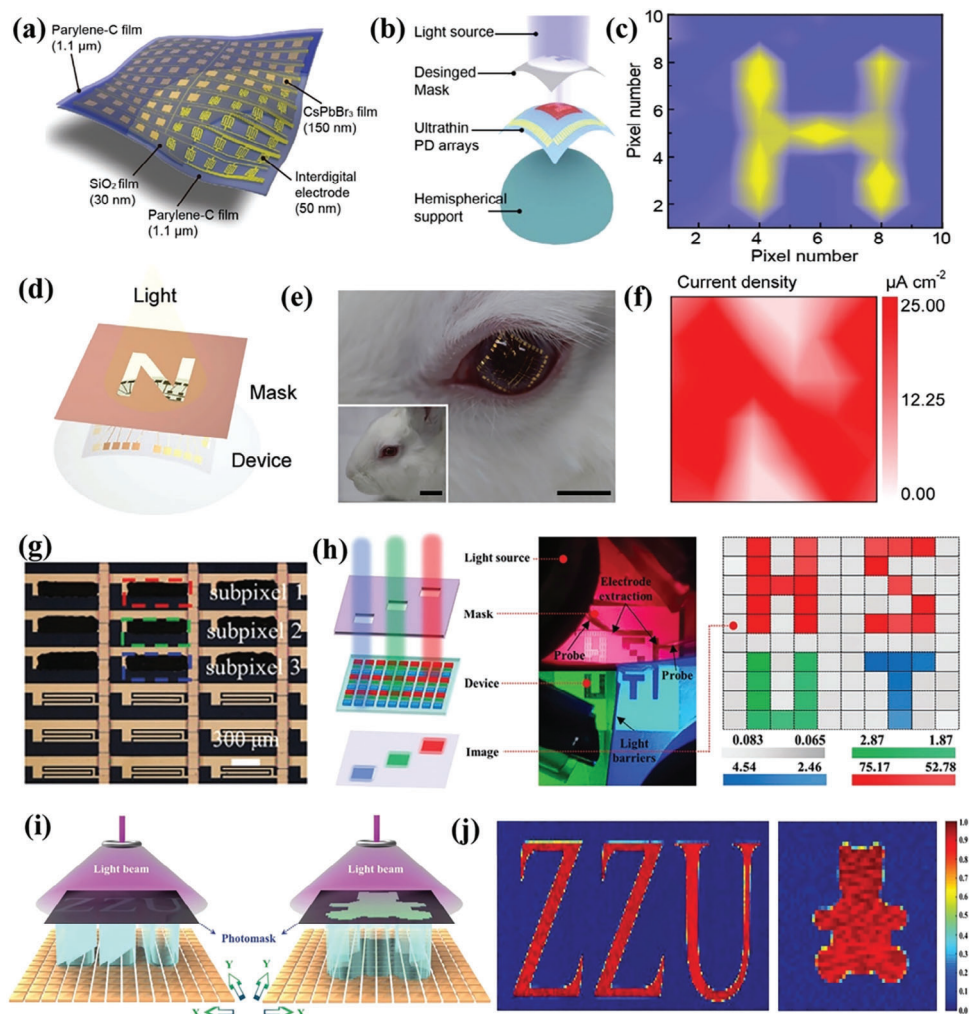 (a)
Parylene-C film
(1.1 μm)
CsPbBr₃ film
(150 nm)
Interdigital
electrode
(50 nm)
SiO₂ film
(30 nm)
Parylene-C film
(1.1 μm)
(b)
Light source
Desinged
Mask
Ultrathin
PD arrays
Hemispherical
support
(c)
Pixel number
10
8
6
4
2
2
4
6
8
10
Pixel number
(d)
Light
N
Mask
Device
(e)
(f)
Current density
μA cm⁻²
25.00
12.25
0.00
(g)
subpixel 1
subpixel 2
subpixel 3
300 μm
(h)
Light source
Mask
Device
Image
Electrode
extraction
Probe
Probe
Light
barriers
0.083 0.065
2.87 1.87
4.54 2.46
75.17 52.78
(i)
Light beam
Light beam
ZZU
Photomask
Y
Y
X
X
(j)
ZZU
1.0
0.9
0.8
0.7
0.6
0.5
0.4
0.3
0.2
0.1
0.0